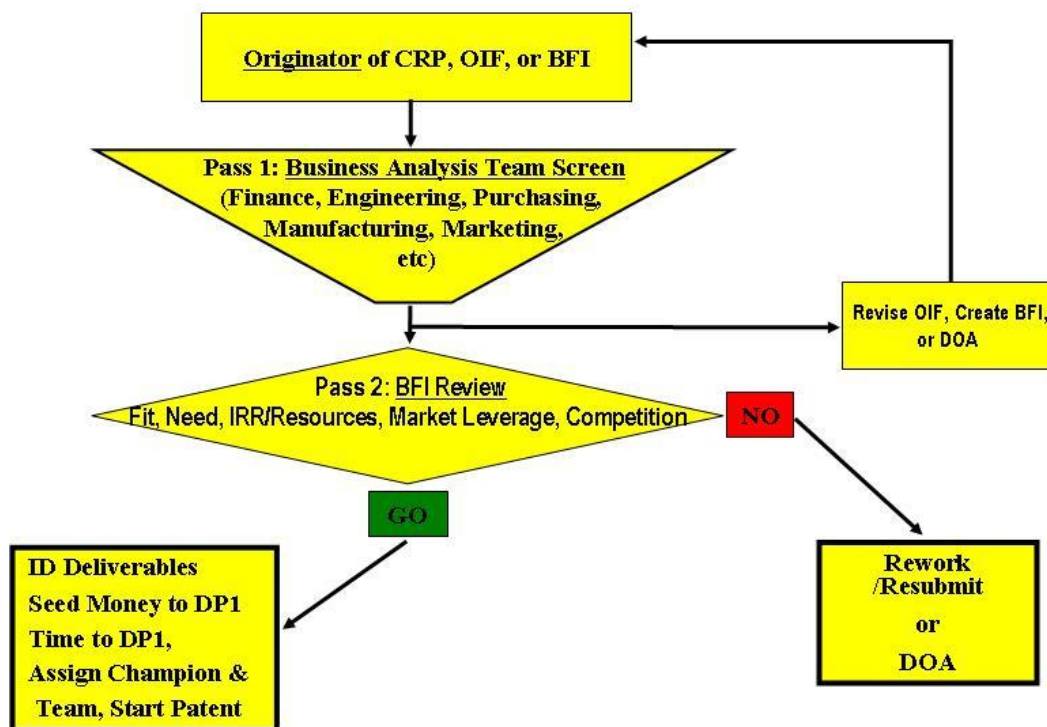 Originator of CRP, OIF, or BFI
Pass 1: Business Analysis Team Screen
(Finance, Engineering, Purchasing,
Manufacturing, Marketing,
etc)
Revise OIF, Create BFI,
or DOA
Pass 2: BFI Review
Fit, Need, IRR/Resources, Market Leverage, Competition
NO
GO
ID Deliverables
Seed Money to DP1
Time to DP1,
Assign Champion &
Team, Start Patent
Rework
/Resubmit
or
DOA